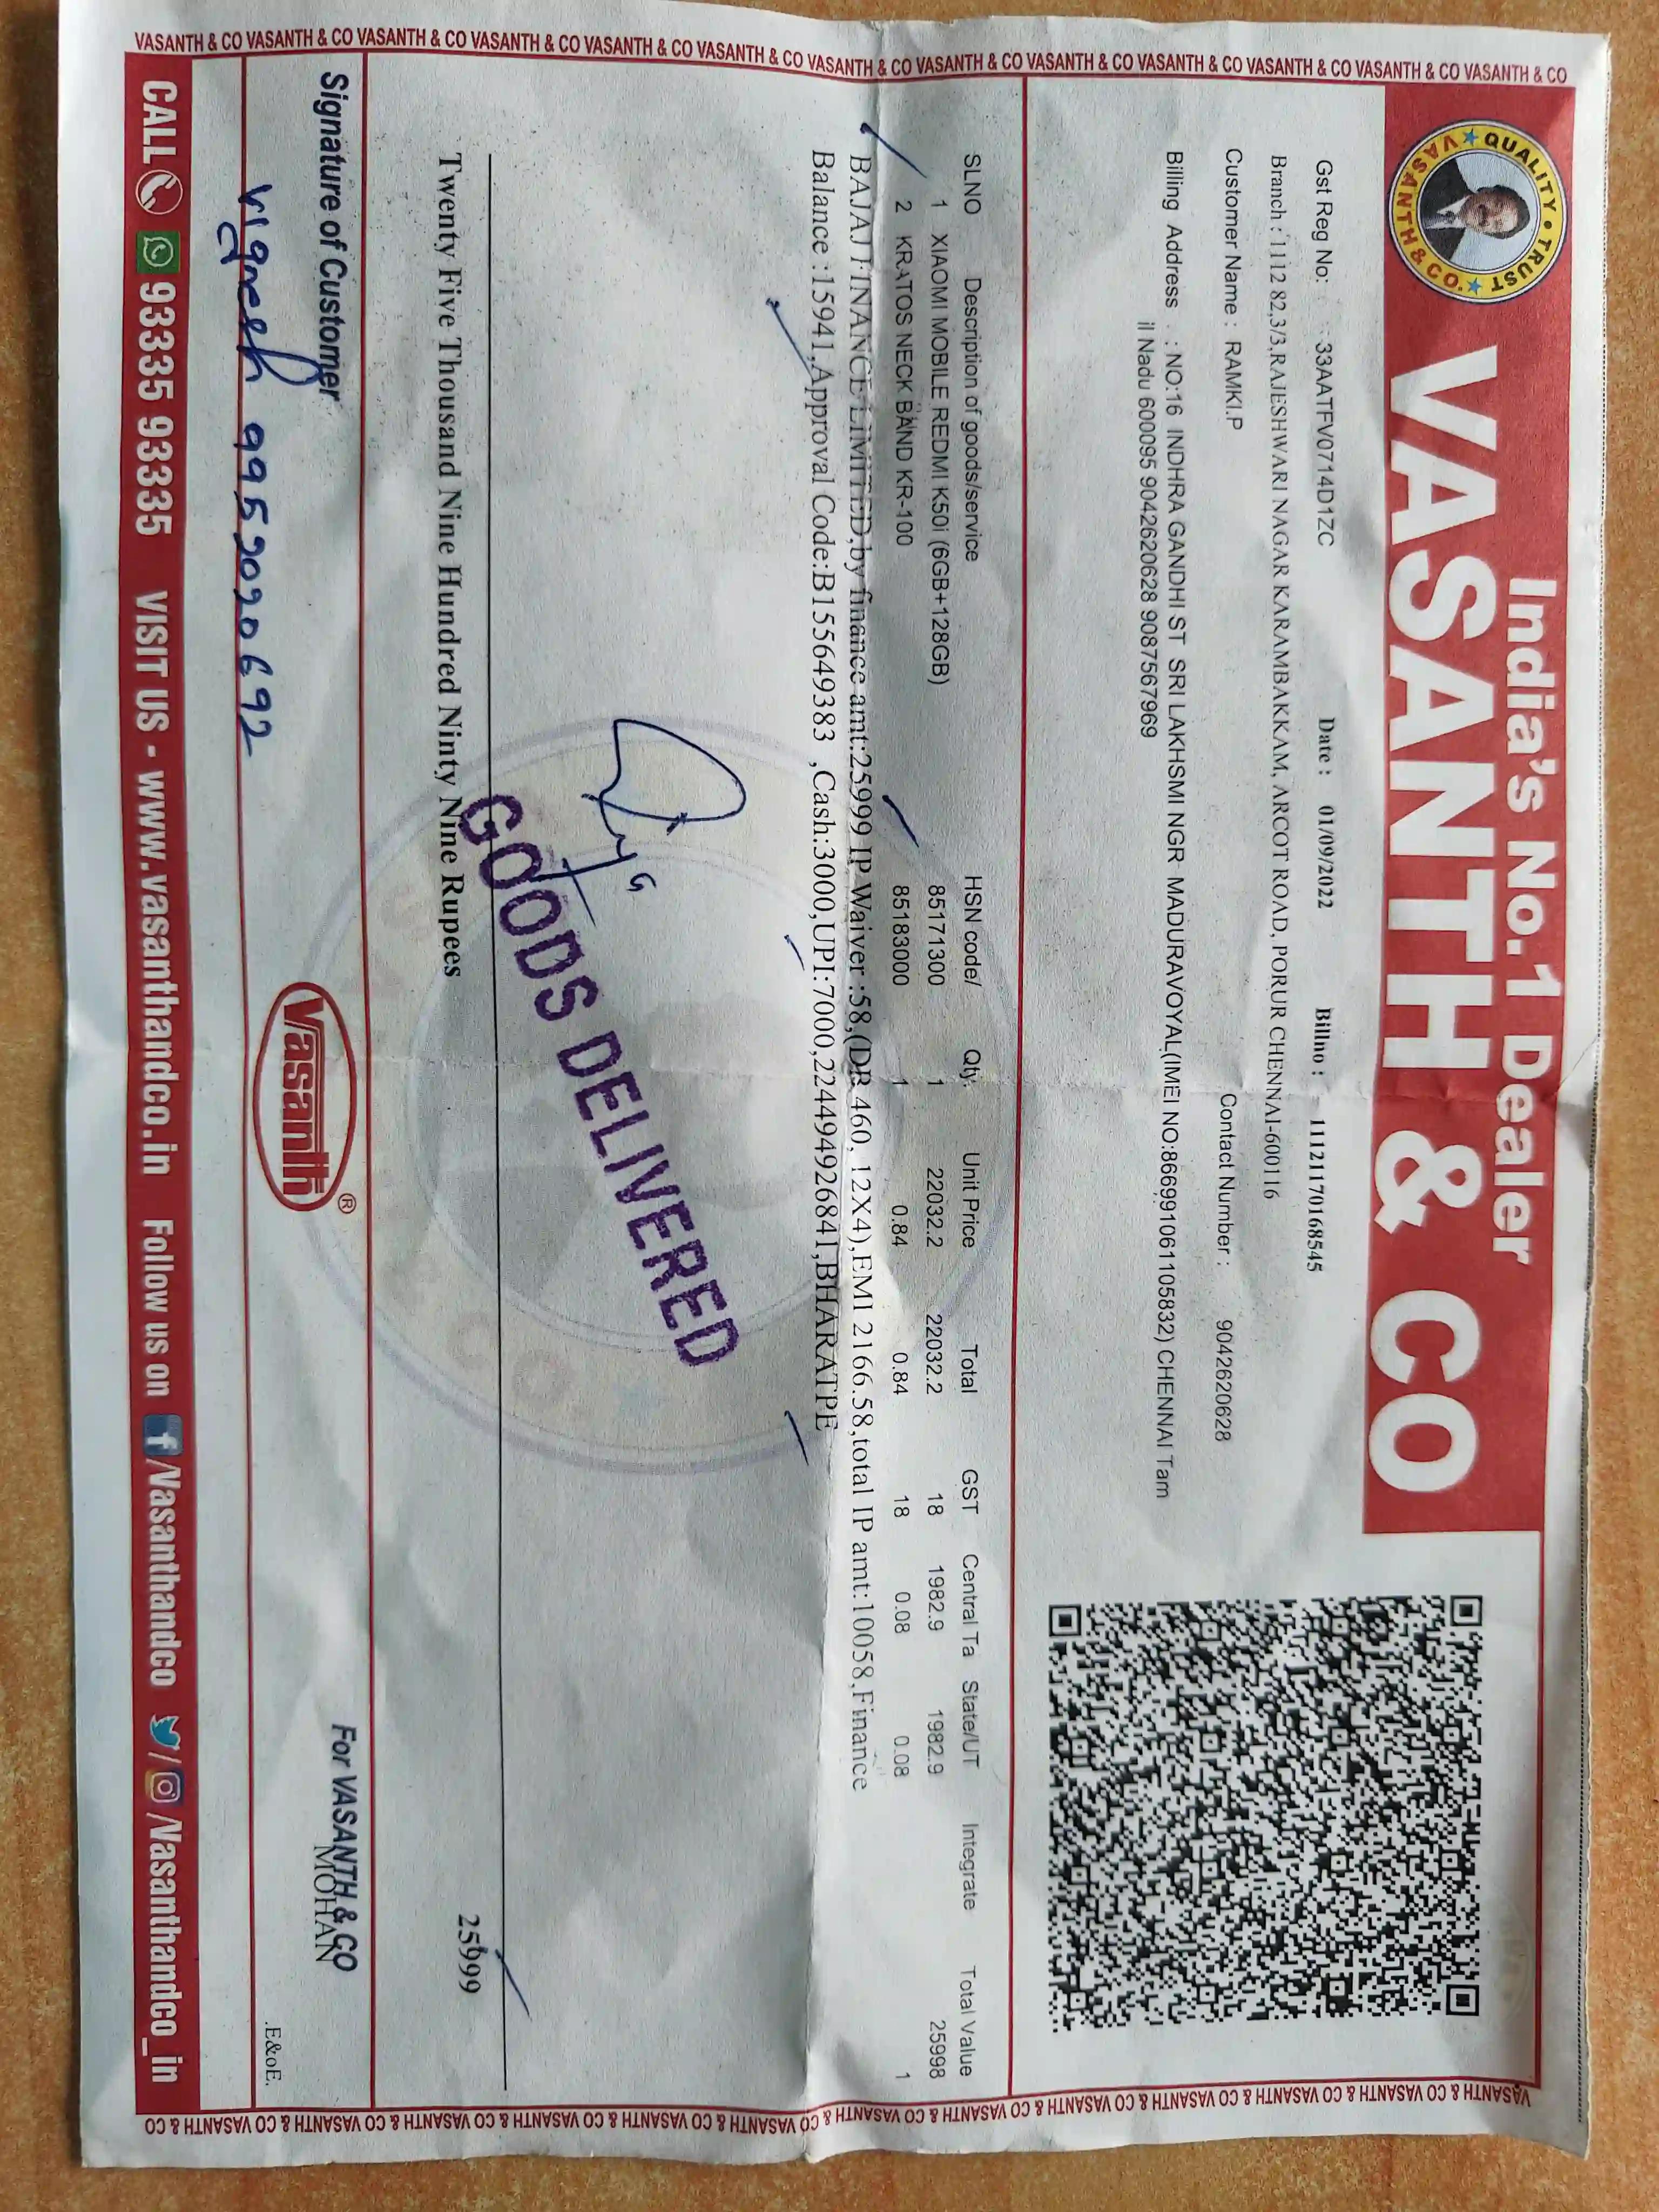 VASANTH & CO VASANTH & CO VASANTH & CO VASANTH & CO VASANTH & CO VASANTH & CO VASANTH & CO VASANTH & CO VASANTH & CO VASANTH & CO VASANTH & CO VASANTH & CO VASANTH & CO
QUALITY • TRUST
VASANTH & CO.
India's No.1 Dealer
VASANTH & CO
Gst Reg No: : 33AATFV0714D1ZC Date : 01/09/2022 Billno : 11121170168545
Branch : 1112 82,3/3,RAJESHWARI NAGAR KARAMBAKKAM, ARCOT ROAD, PORUR CHENNAI-600116
Customer Name : RAMKI.P Contact Number : 9042620628
Billing Address : NO:16 INDHRA GANDHI ST SRI LAKHSMI NGR MADURAVOYAL(IMEI NO:866991061105832) CHENNAI Tam
il Nadu 600095 9042620628 9087567969
SLNO Description of goods/service HSN code/ Qty. Unit Price Total GST Central Ta State/UT Integrate Total Value
1 XIAOMI MOBILE REDMI K50i (6GB+128GB) 85171300 1 22032.2 22032.2 18 1982.9 1982.9 25998
2 KRATOS NECK BAND KR-100 85183000 1 0.84 0.84 18 0.08 0.08 1
BAJAJ FINANCE LIMITED,by finance amt:25999 IP Waiver :58,(DR 460, 12X4),EMI 2166.58,total IP amt:10058,Finance
Balance :15941,Approval Code:B155649383 ,Cash:3000,UPI:7000,224494926841,BHARATPE
GOODS DELIVERED
25999
Twenty Five Thousand Nine Hundred Ninty Nine Rupees
Signature of Customer
Vignesh 9959020692
Vasanth ®
For VASANTH & CO
MOHAN
.E&oE.
CALL 93335 93335 VISIT US - www.vasanthandco.in Follow us on f/Vasanthandco / /Vasanthandco_in
VASANTH & CO VASANTH & CO VASANTH & CO VASANTH & CO VASANTH & CO VASANTH & CO VASANTH & CO VASANTH & CO VASANTH & CO VASANTH & CO VASANTH & CO VASANTH & CO